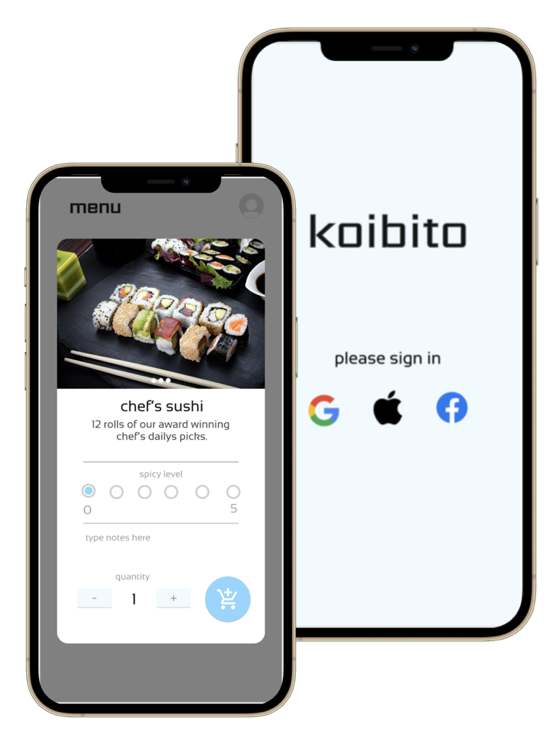 menu
chef's sushi
12 rolls of our award winning
chef's dailys picks.
spicy level
0 5
type notes here
quantity
- 1 +
koibito
please sign in